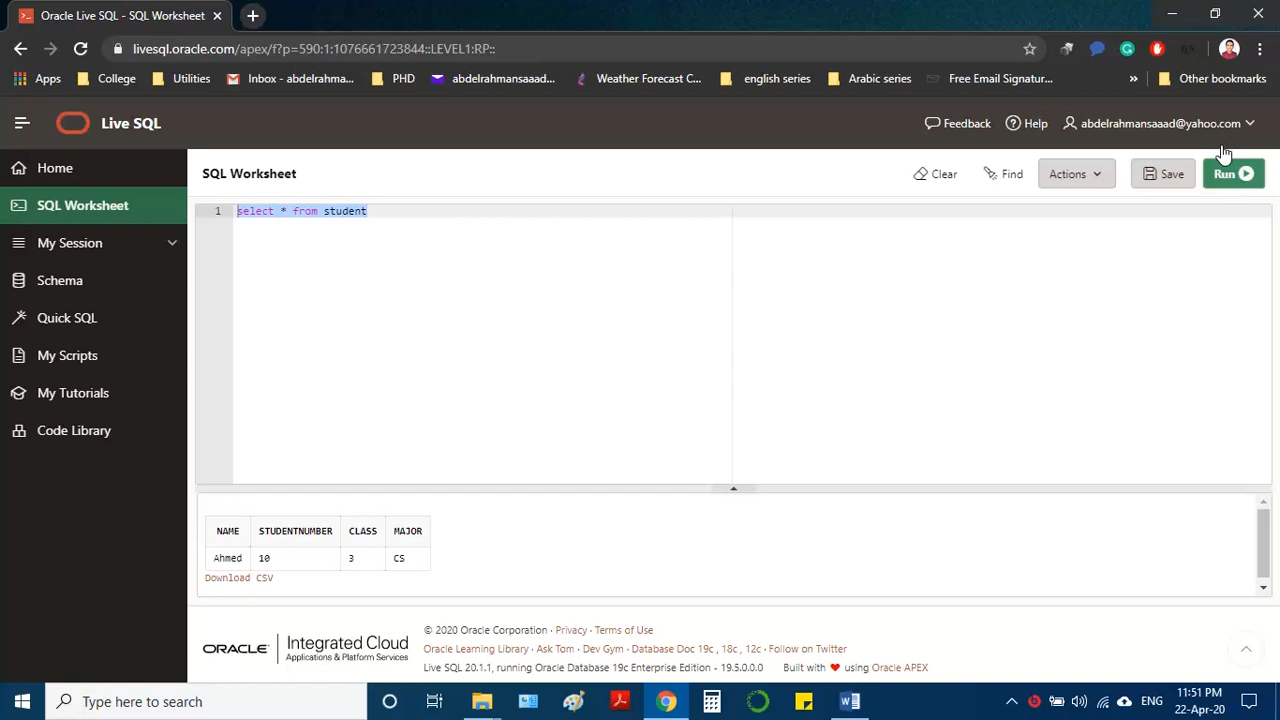 Oracle Live SQL - SQL Worksheet
livesql.oracle.com/apex/f?p=590:1:1076661723844::LEVEL1:RP::
Apps College Utilities Inbox - abdelrahma... PHD abdelrahmansaaad... Weather Forecast C... english series Arabic series Free Email Signatur... » Other bookmarks
Live SQL Feedback Help abdelrahmansaaad@yahoo.com
Home
SQL Worksheet
My Session
Schema
Quick SQL
My Scripts
My Tutorials
Code Library
SQL Worksheet Clear Find Actions Save Run
1 select * from student
NAME STUDENTNUMBER CLASS MAJOR
Ahmed 10 3 CS
Download CSV
ORACLE Integrated Cloud
Applications & Platform Services
© 2020 Oracle Corporation · Privacy · Terms of Use
Oracle Learning Library · Ask Tom · Dev Gym · Database Doc 19c , 18c , 12c · Follow on Twitter
Live SQL 20.1.1, running Oracle Database 19c Enterprise Edition - 19.5.0.0.0 Built with ♥ using Oracle APEX
Type here to search
ENG
11:51 PM
22-Apr-20